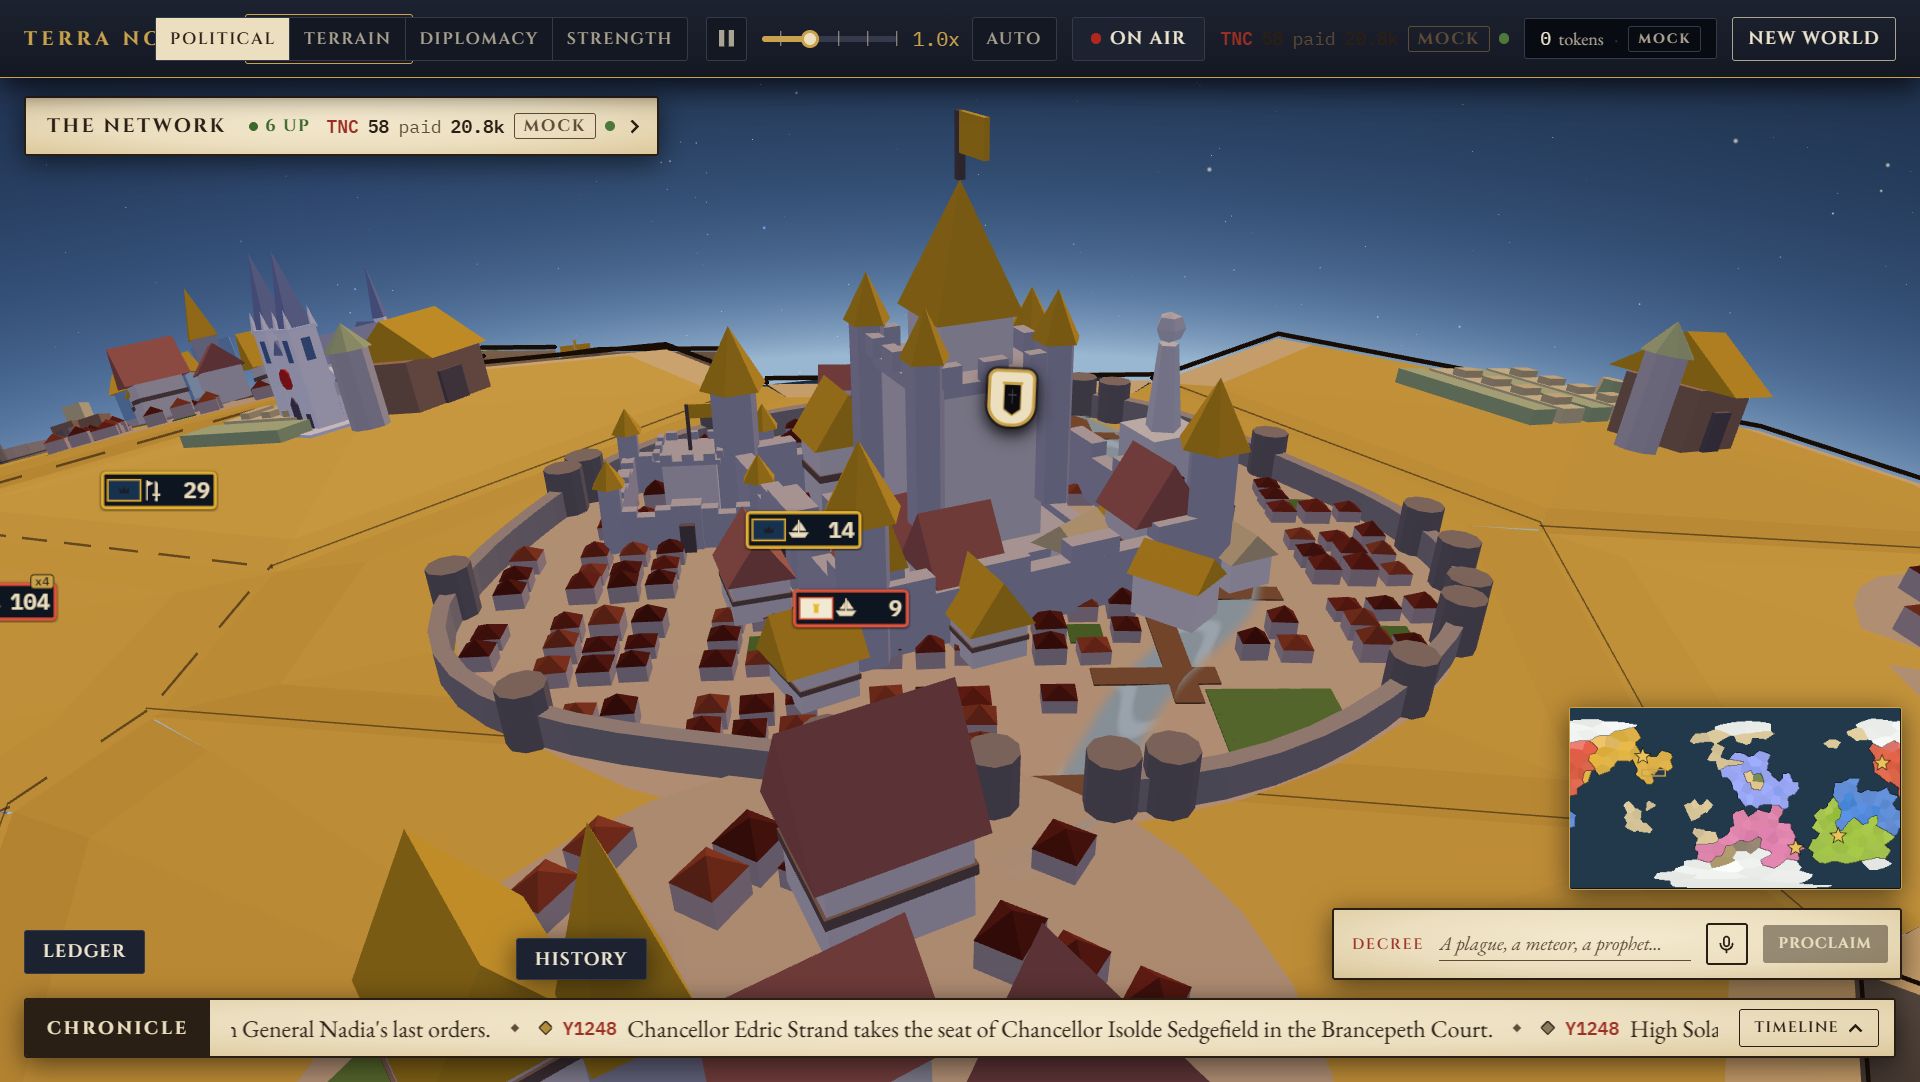 TERRA NO
POLITICAL
TERRAIN
DIPLOMACY
STRENGTH
1.0x
AUTO
ON AIR
TNC 58 paid 20.8k MOCK
0 tokens · MOCK
NEW WORLD
THE NETWORK 6 UP TNC 58 paid 20.8k MOCK
29
14
x4
104
9
DECREE A plague, a meteor, a prophet... PROCLAIM
LEDGER
HISTORY
CHRONICLE
n General Nadia's last orders. Y1248 Chancellor Edric Strand takes the seat of Chancellor Isolde Sedgefield in the Brancepeth Court. Y1248 High Sola
TIMELINE